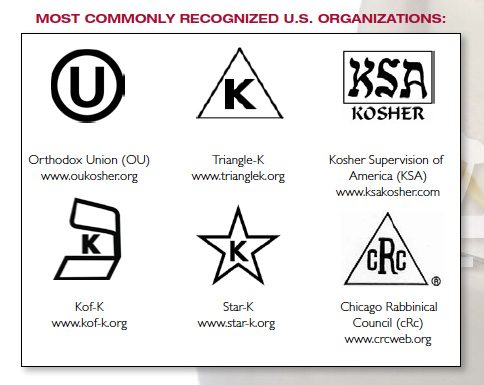 MOST COMMONLY RECOGNIZED U.S. ORGANIZATIONS:
U
K
KSA
KOSHER
Orthodox Union (OU)
www.oukosher.org
Triangle-K
www.trianglek.org
Kosher Supervision of
America (KSA)
www.ksakosher.com
K
K
cRc
®
Kof-K
www.kof-k.org
Star-K
www.star-k.org
Chicago Rabbinical
Council (cRc)
www.crcweb.org